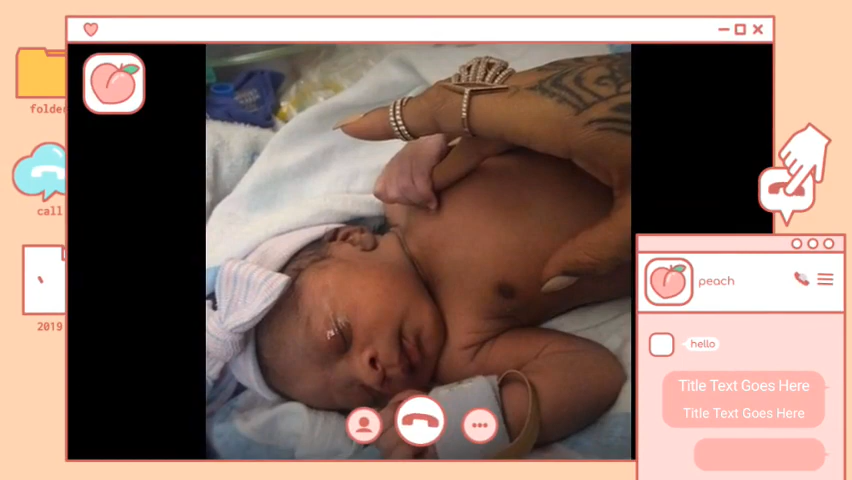 folder
call
2019
peach
hello
Title Text Goes Here
Title Text Goes Here